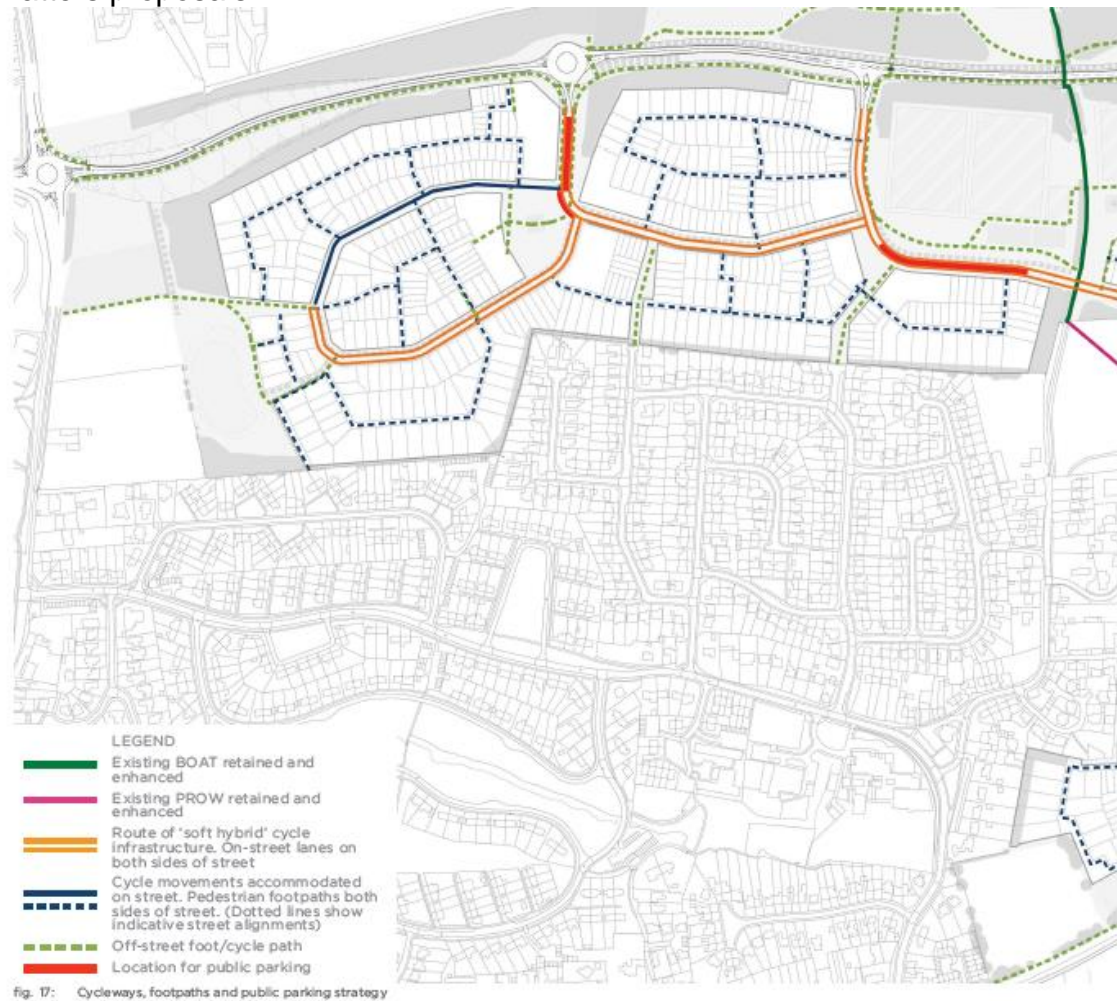 LEGEND
Existing BOAT retained and
enhanced
Existing PROW retained and
enhanced
Route of ‘soft hybrid’ cycle
infrastructure. On-street lanes on
both sides of street
Cycle movements accommodated
on street. Pedestrian footpaths both
sides of street. (Dotted lines show
indicative street alignments)
Off-street foot/cycle path
Location for public parking
fig. 17: Cycleways, footpaths and public parking strategy